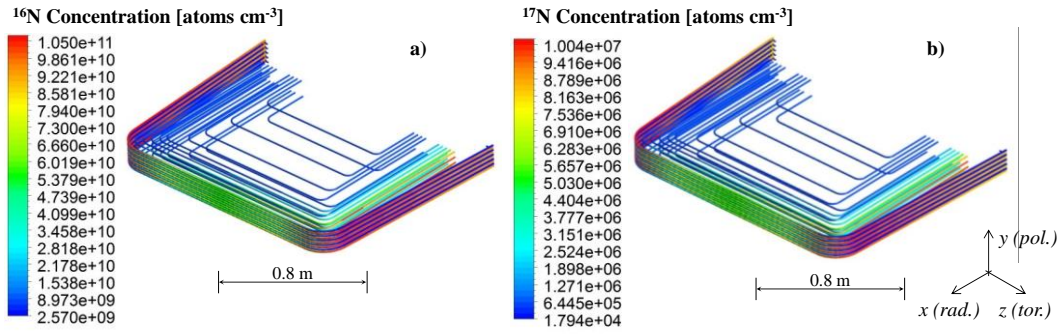 ¹⁶N Concentration [atoms cm⁻³]
1.050e+11
9.861e+10
9.221e+10
8.581e+10
7.940e+10
7.300e+10
6.660e+10
6.019e+10
5.379e+10
4.739e+10
4.099e+10
3.458e+10
2.818e+10
2.178e+10
1.538e+10
8.973e+09
2.570e+09
a)
0.8 m
¹⁷N Concentration [atoms cm⁻³]
1.004e+07
9.416e+06
8.789e+06
8.163e+06
7.536e+06
6.910e+06
6.283e+06
5.657e+06
5.030e+06
4.404e+06
3.777e+06
3.151e+06
2.524e+06
1.898e+06
1.271e+06
6.445e+05
1.794e+04
b)
0.8 m
y (pol.)
x (rad.)
z (tor.)